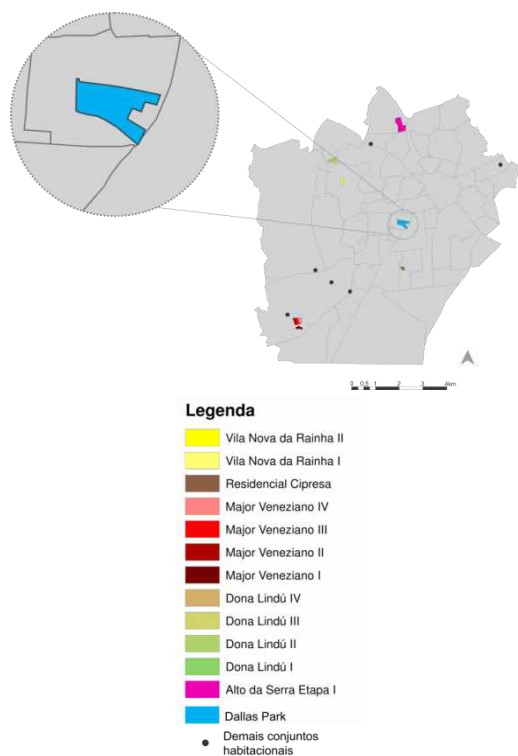 0 0,5 1 2 3 4km
Legenda
Vila Nova da Rainha II
Vila Nova da Rainha I
Residencial Cipresa
Major Veneziano IV
Major Veneziano III
Major Veneziano II
Major Veneziano I
Dona Lindú IV
Dona Lindú III
Dona Lindú II
Dona Lindú I
Alto da Serra Etapa I
Dallas Park
Demais conjuntos
habitacionais